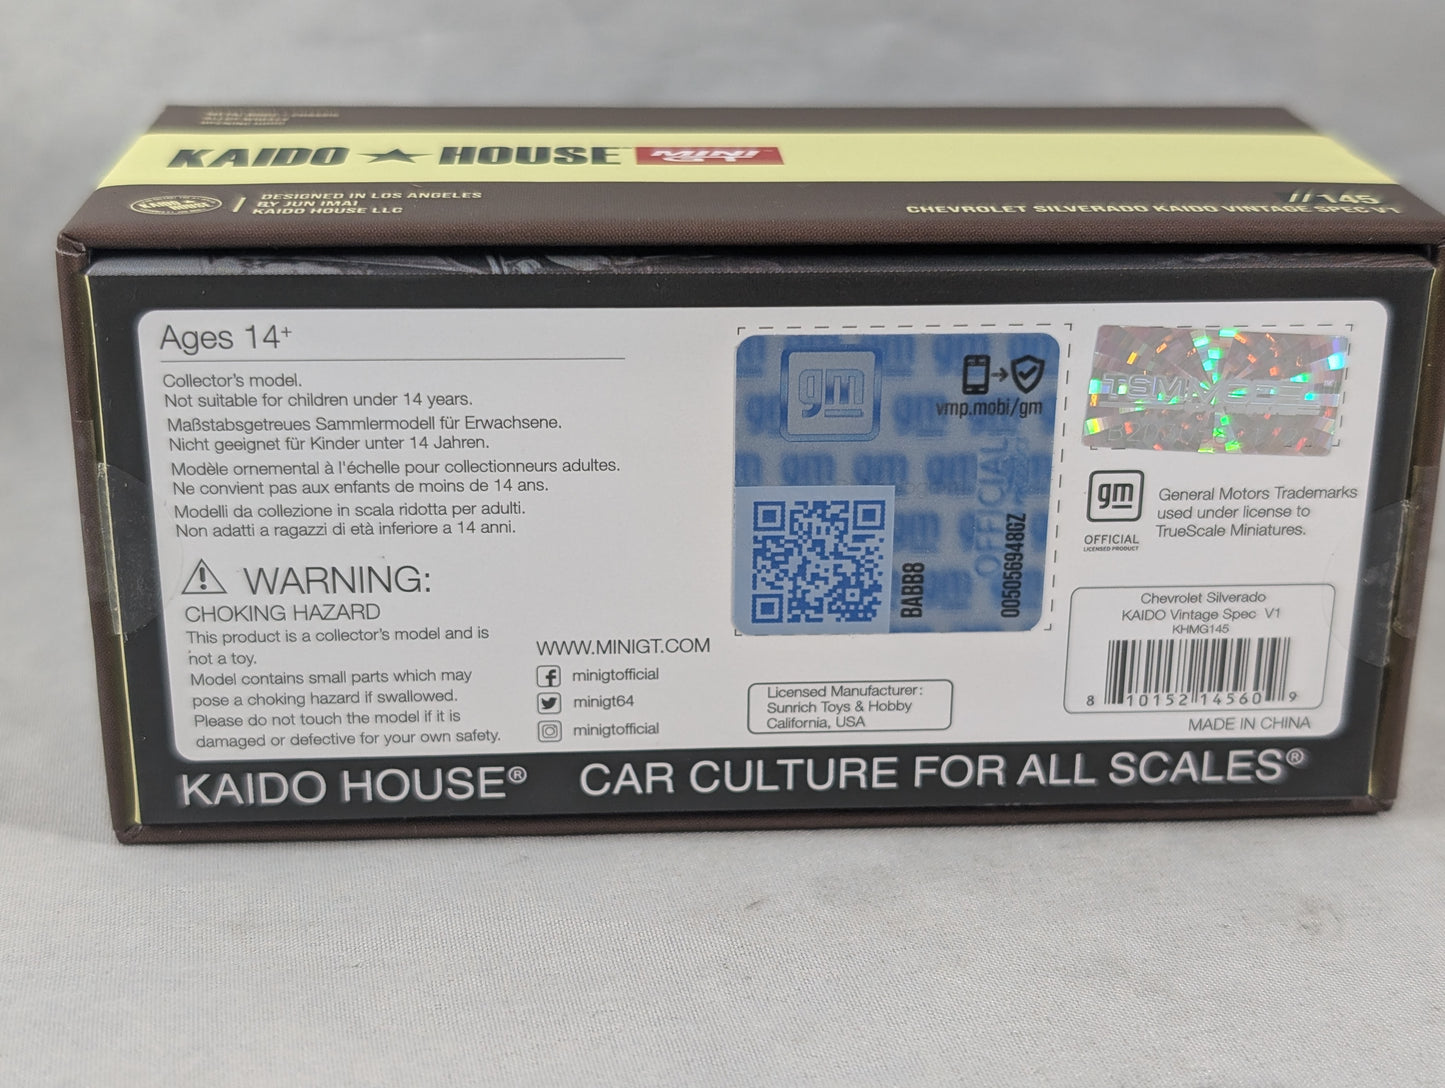 KAIDO ★ HOUSE MINI GT
KAIDO HOUSE
DESIGNED IN LOS ANGELES
BY JUN IMAI
KAIDO HOUSE LLC
//145
CHEVROLET SILVERADO KAIDO VINTAGE SPEC V1
Ages 14+
Collector's model.
Not suitable for children under 14 years.
Maßstabsgetreues Sammlermodell für Erwachsene.
Nicht geeignet für Kinder unter 14 Jahren.
Modèle ornemental à l'échelle pour collectionneurs adultes.
Ne convient pas aux enfants de moins de 14 ans.
Modelli da collezione in scala ridotta per adulti.
Non adatti a ragazzi di età inferiore a 14 anni.
WARNING:
CHOKING HAZARD
This product is a collector's model and is
not a toy.
Model contains small parts which may
pose a choking hazard if swallowed.
Please do not touch the model if it is
damaged or defective for your own safety.
WWW.MINIGT.COM
minigtofficial
minigt64
minigtofficial
gm
vmp.mobi/gm
OFFICIAL
BABBB
0050569486GZ
Licensed Manufacturer:
Sunrich Toys & Hobby
California, USA
TSM MODEL
gm
OFFICIAL
LICENSED PRODUCT
General Motors Trademarks
used under license to
TrueScale Miniatures.
Chevrolet Silverado
KAIDO Vintage Spec V1
KHMG145
8 10152 14560 9
MADE IN CHINA
KAIDO HOUSE® CAR CULTURE FOR ALL SCALES®